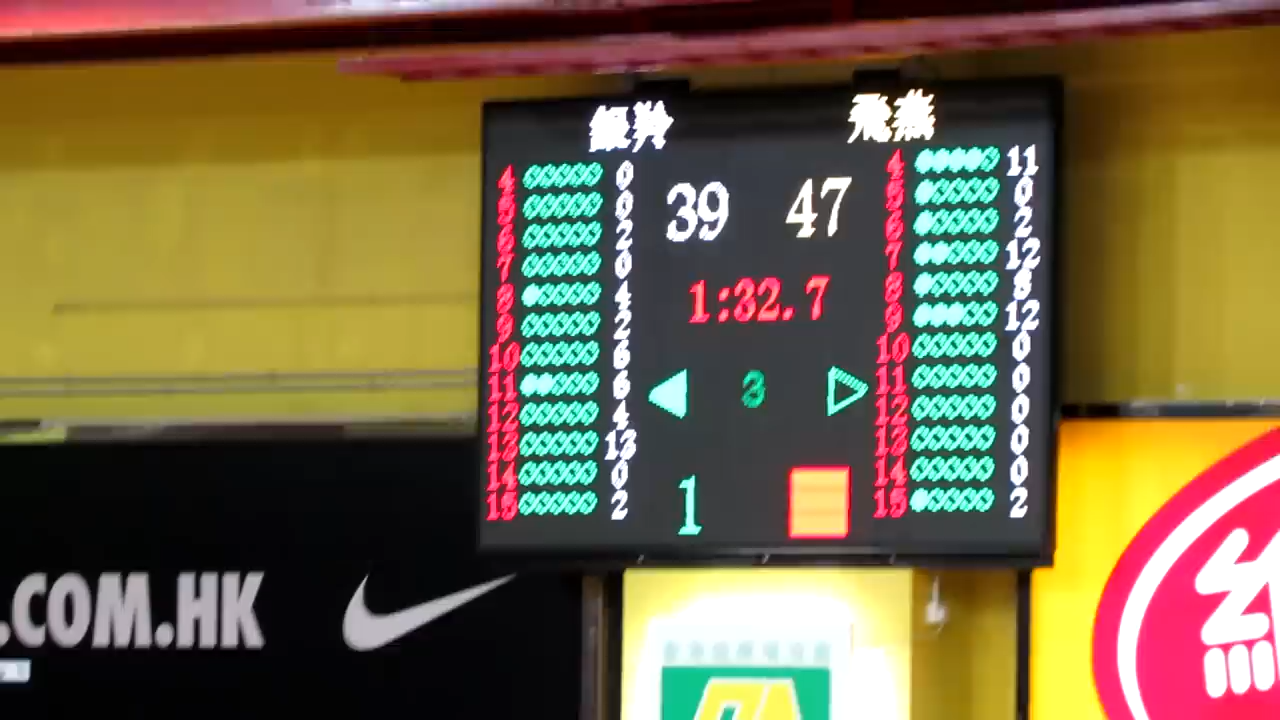 銀羚 飛燕
4 0 4 11
5 0 39 47 5 0
6 2 6 2
7 0 7 12
8 4 1:32.7 8 8
9 2 9 12
10 6 10 0
11 6 3 11 0
12 4 12 0
13 13 13 0
14 0 14 0
15 2 1 15 2
.COM.HK